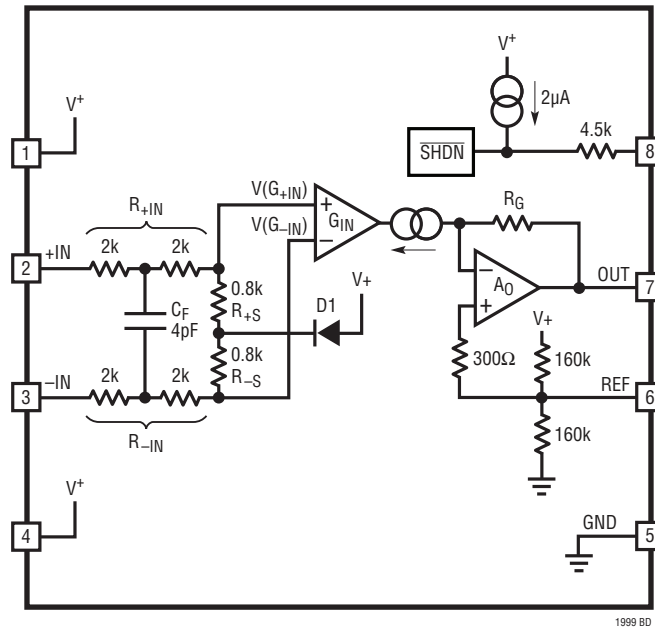 V+
2µA
V+
4.5k
SHDN
1
8
R+IN
V(G+IN)
+
GIN
RG
V(G–IN)
–
+IN
2k
2k
2
0.8k
R+S
V+
–
AO
+
OUT
7
CF
4pF
D1
V+
0.8k
R–S
300Ω
160k
–IN
2k
2k
3
REF
6
R–IN
160k
V+
4
GND
5
1999 BD